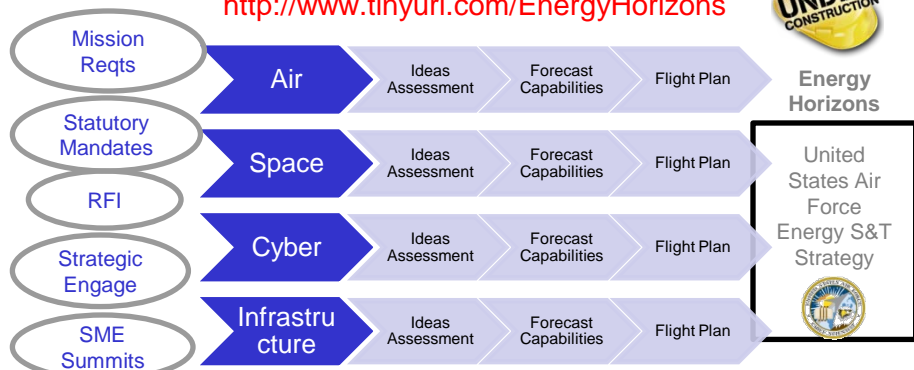 http://www.tinyurl.com/EnergyHorizons
UNDER
CONSTRUCTION
Mission
Reqts
Statutory
Mandates
RFI
Strategic
Engage
SME
Summits
Air
Ideas
Assessment
Forecast
Capabilities
Flight Plan
Space
Ideas
Assessment
Forecast
Capabilities
Flight Plan
Cyber
Ideas
Assessment
Forecast
Capabilities
Flight Plan
Infrastru
cture
Ideas
Assessment
Forecast
Capabilities
Flight Plan
Energy
Horizons
United
States Air
Force
Energy S&T
Strategy